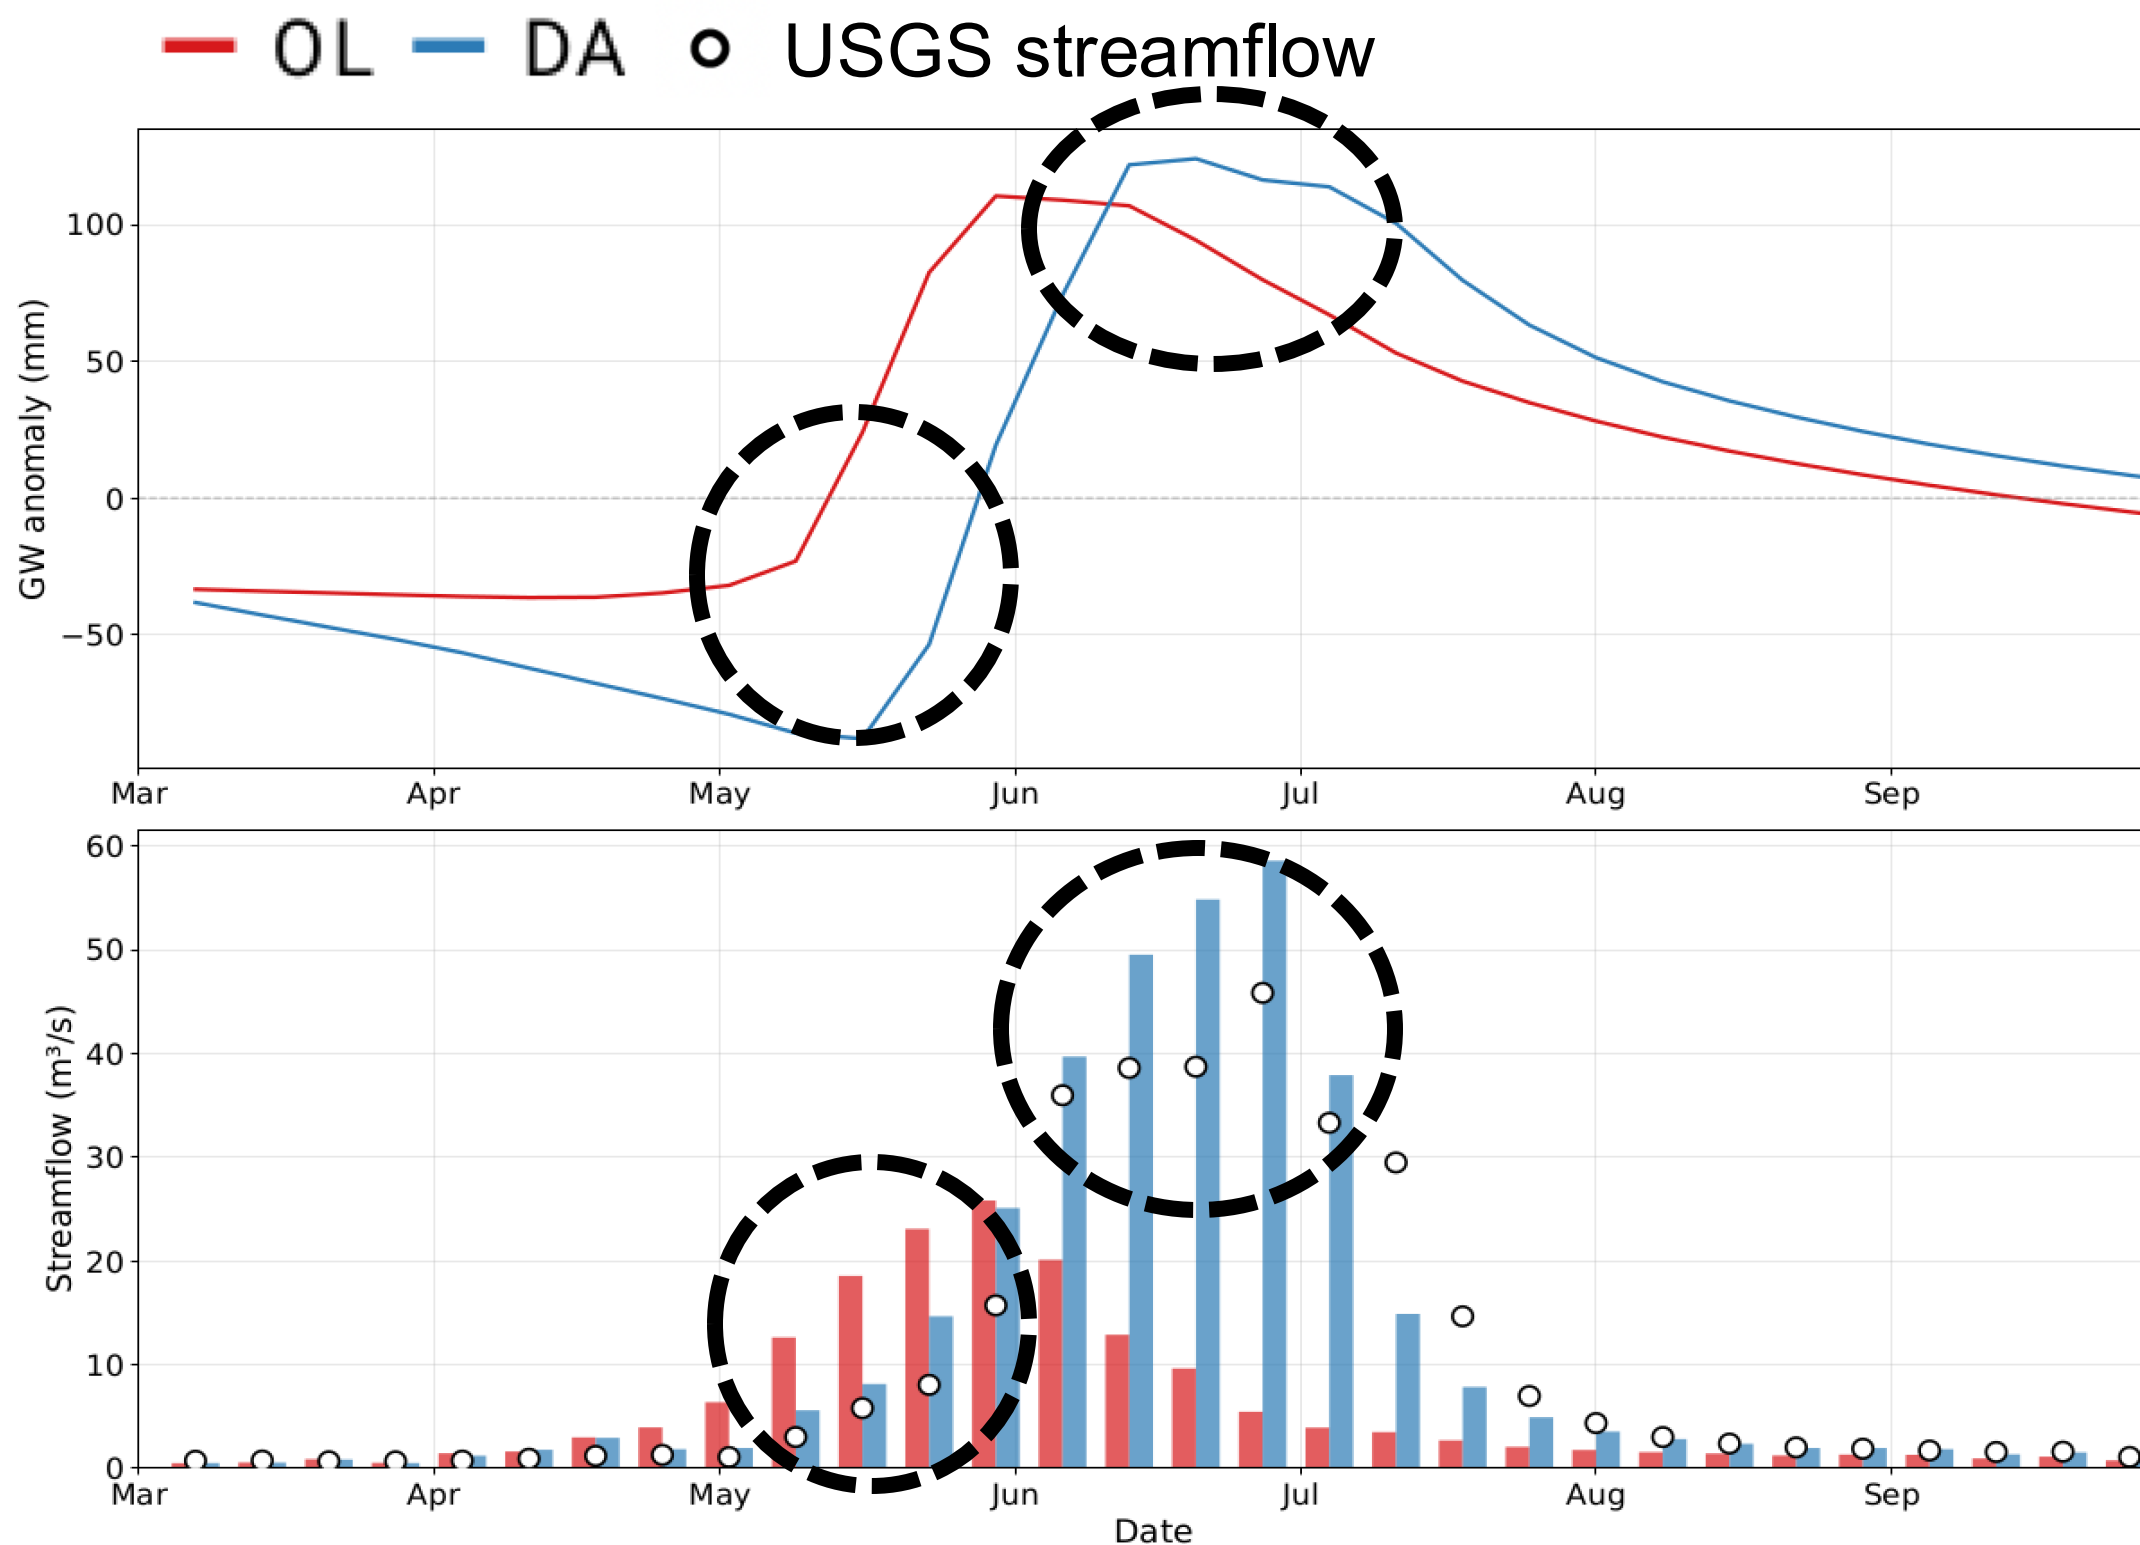 OL DA USGS streamflow
GW anomaly (mm)
100
50
0
−50
Mar Apr May Jun Jul Aug Sep
Streamflow (m³/s)
60
50
40
30
20
10
0
Mar Apr May Jun Jul Aug Sep
Date